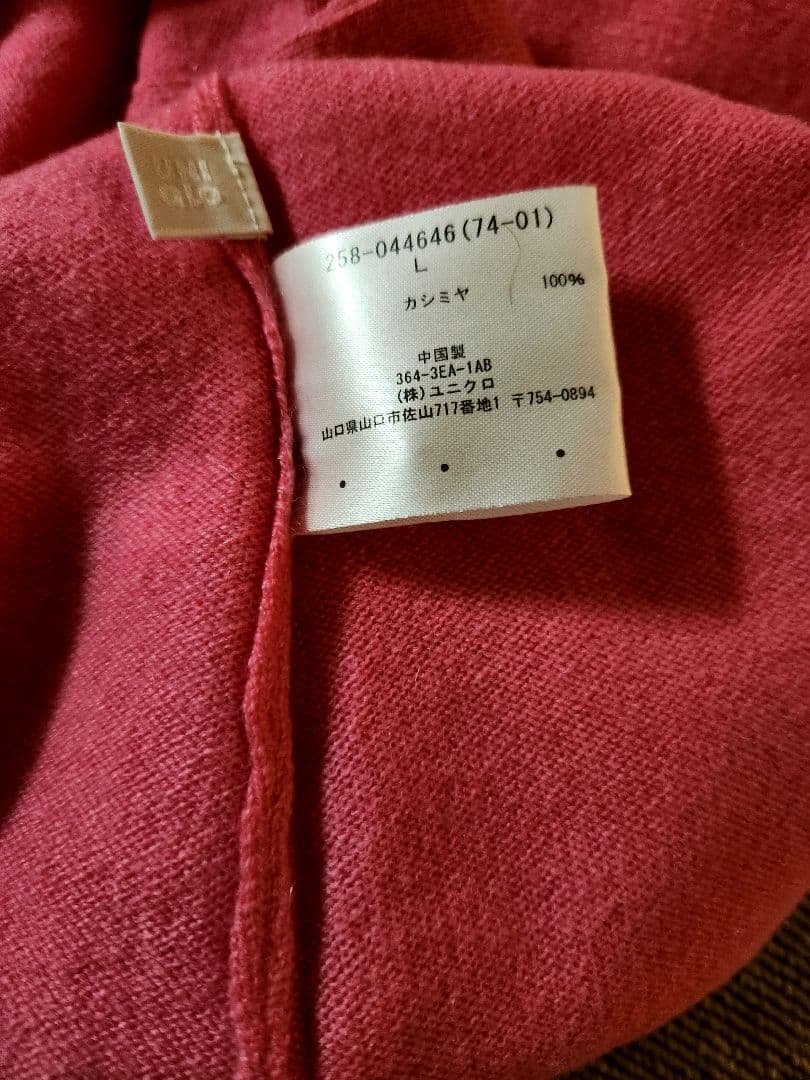 UNI
QLO
258-044646(74-01)
L
カシミヤ 100%
中国製
364-3EA-1AB
(株)ユニクロ
山口県山口市佐山717番地1 〒754-0894